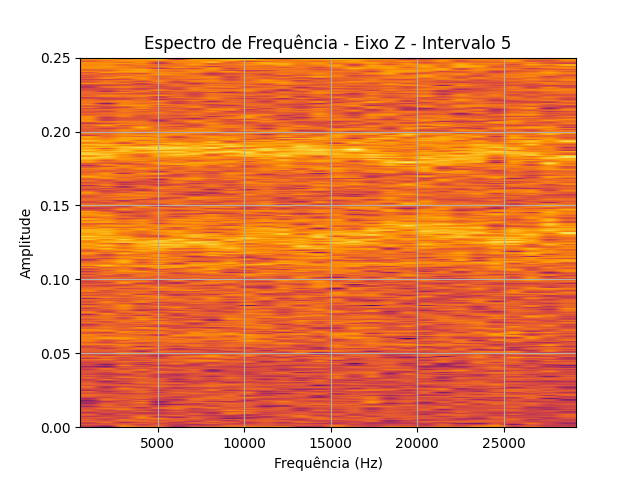 Espectro de Frequência - Eixo Z - Intervalo 5
0.25
0.20
0.15
0.10
0.05
0.00
Amplitude
5000 10000 15000 20000 25000
Frequência (Hz)